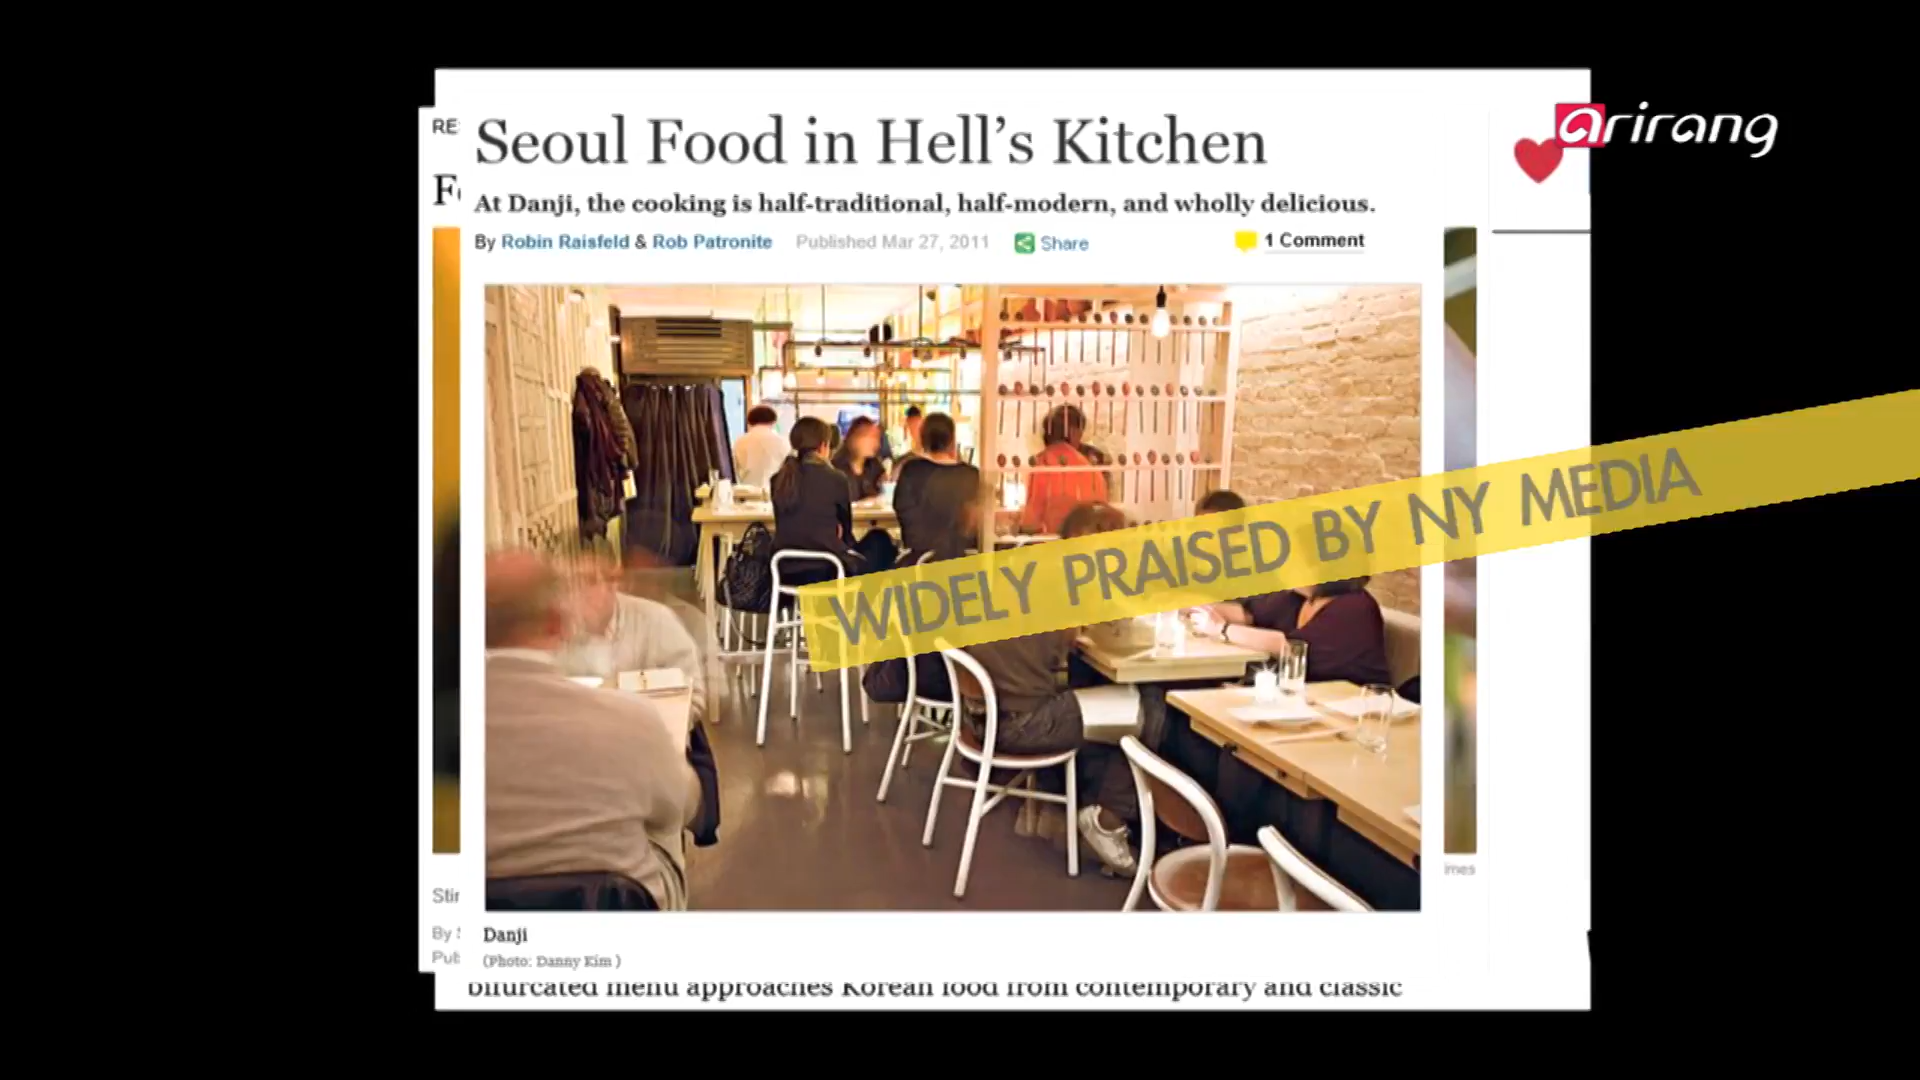 arirang
Seoul Food in Hell's Kitchen
At Danji, the cooking is half-traditional, half-modern, and wholly delicious.
By Robin Raisfeld & Rob Patronite Published Mar 27, 2011 Share 1 Comment
WIDELY PRAISED BY NY MEDIA
Danji
(Photo: Danny Kim )
bifurcated menu approaches Korean food from contemporary and classic